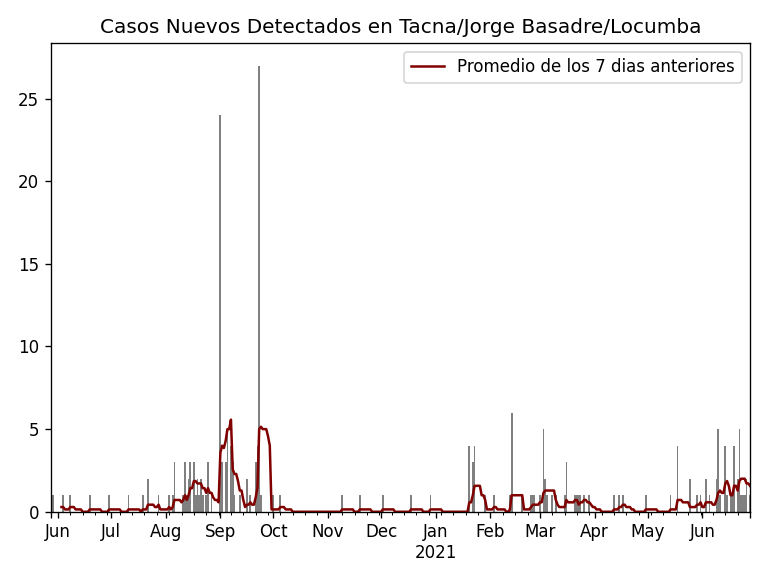 Casos Nuevos Detectados en Tacna/Jorge Basadre/Locumba
Promedio de los 7 dias anteriores
25
20
15
10
5
0
Jun Jul Aug Sep Oct Nov Dec Jan Feb Mar Apr May Jun
2021